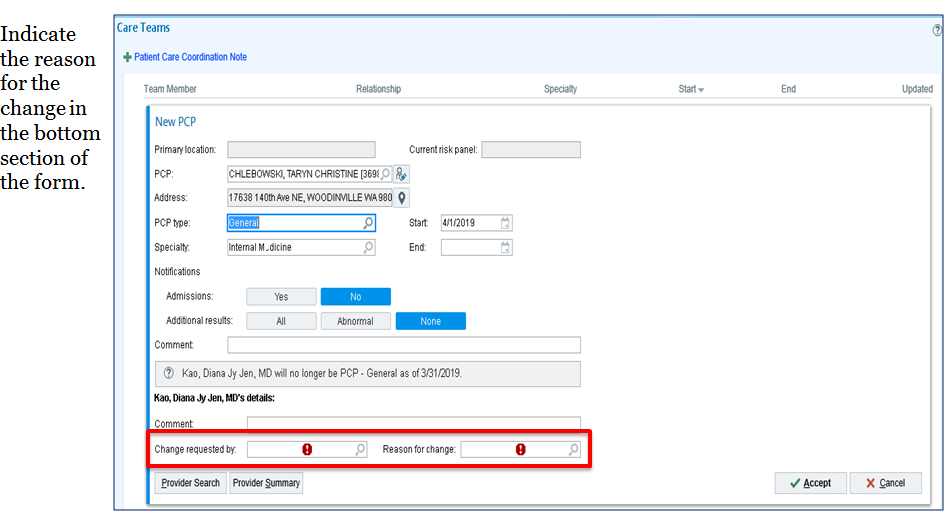 Indicate
the reason
for the
change in
the bottom
section of
the form.
Care Teams
Patient Care Coordination Note
Team Member Relationship Specialty Start End Updated
New PCP
Primary location: Current risk panel:
PCP: CHLEBOWSKI, TARYN CHRISTINE [369
Address: 17638 140th Ave NE, WOODINVILLE WA 980
PCP type: General Start: 4/1/2019
Specialty: Internal Medicine End:
Notifications
Admissions: Yes No
Additional results: All Abnormal None
Comment:
Kao, Diana Jy Jen, MD will no longer be PCP - General as of 3/31/2019.
Kao, Diana Jy Jen, MD's details:
Comment:
Change requested by: Reason for change:
Provider Search Provider Summary Accept Cancel